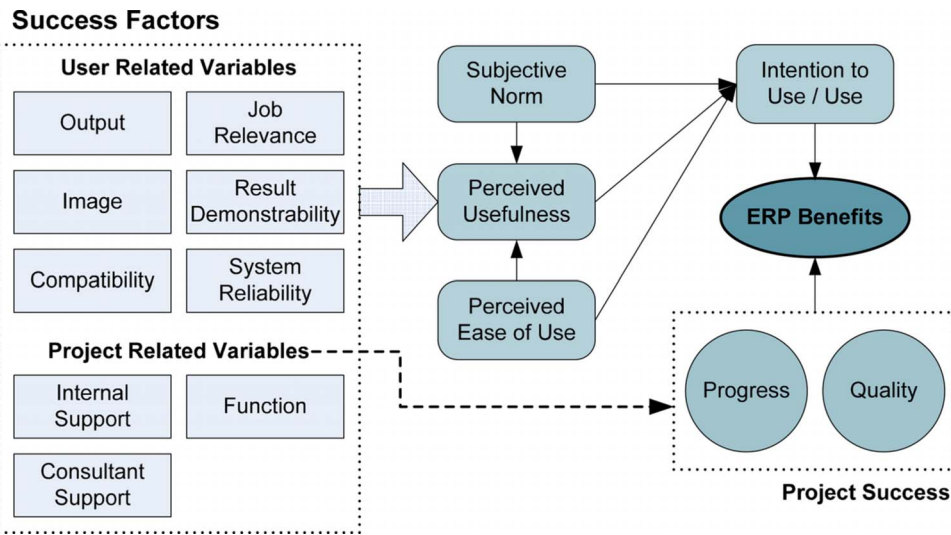 Success Factors
User Related Variables
Output
Job
Relevance
Image
Result
Demonstrability
Compatibility
System
Reliability
Project Related Variables
Internal
Support
Function
Consultant
Support
Subjective
Norm
Perceived
Usefulness
Perceived
Ease of Use
Intention to
Use / Use
ERP Benefits
Progress
Quality
Project Success